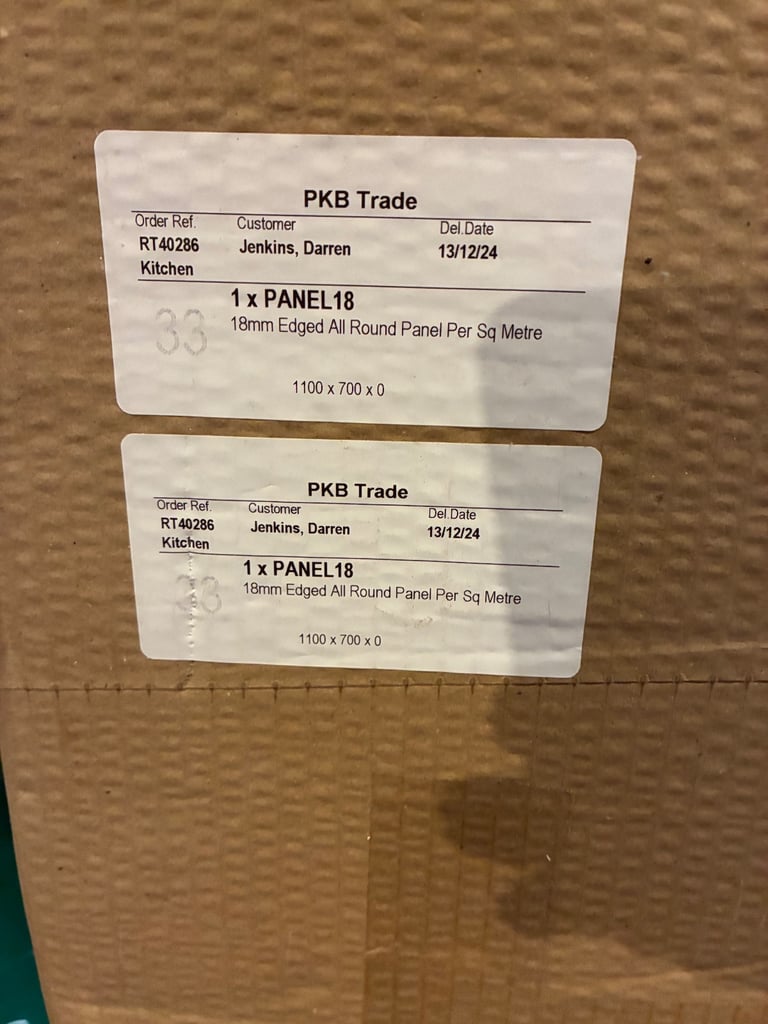 PKB Trade
Order Ref. Customer Del.Date
RT40286 Jenkins, Darren 13/12/24
Kitchen
1 x PANEL18
33 18mm Edged All Round Panel Per Sq Metre
1100 x 700 x 0
PKB Trade
Order Ref. Customer Del.Date
RT40286 Jenkins, Darren 13/12/24
Kitchen
1 x PANEL18
33 18mm Edged All Round Panel Per Sq Metre
1100 x 700 x 0